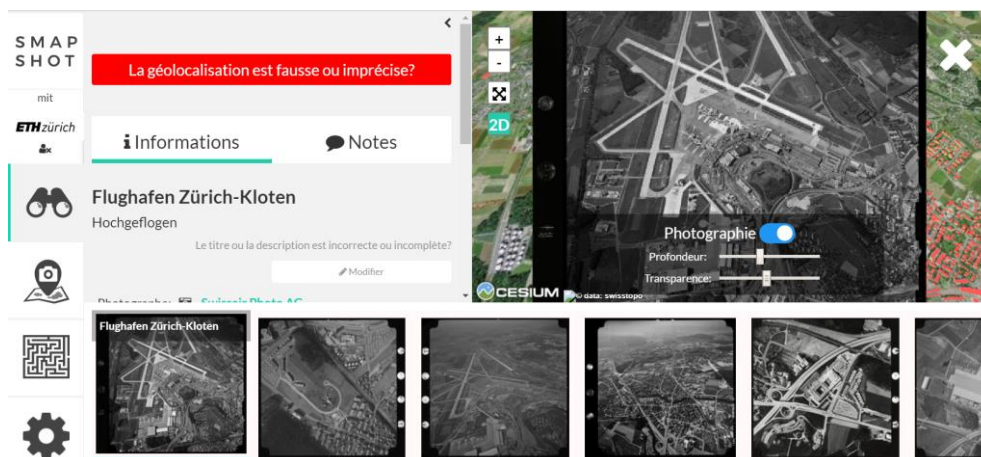 SMAP
SHOT
mit
ETHzürich
La géolocalisation est fausse ou imprécise?
Informations
Notes
Flughafen Zürich-Kloten
Hochgeflogen
Le titre ou la description est incorrecte ou incomplète?
Modifier
Photographe: Swissair Photo AG
+
-
2D
Photographie
Profondeur:
Transparence:
CESIUM
© data: swisstopo
Flughafen Zürich-Kloten